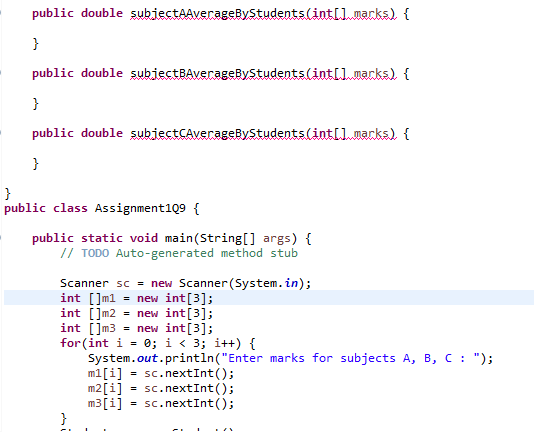 public double subjectAAverageByStudents(int[] marks) {
}
public double subjectBAverageByStudents(int[] marks) {
}
public double subjectCAverageByStudents(int[] marks) {
}
}
public class Assignment1Q9 {
public static void main(String[] args) {
// TODO Auto-generated method stub
Scanner sc = new Scanner(System.in);
int []m1 = new int[3];
int []m2 = new int[3];
int []m3 = new int[3];
for(int i = 0; i < 3; i++) {
System.out.println("Enter marks for subjects A, B, C : ");
m1[i] = sc.nextInt();
m2[i] = sc.nextInt();
m3[i] = sc.nextInt();
}